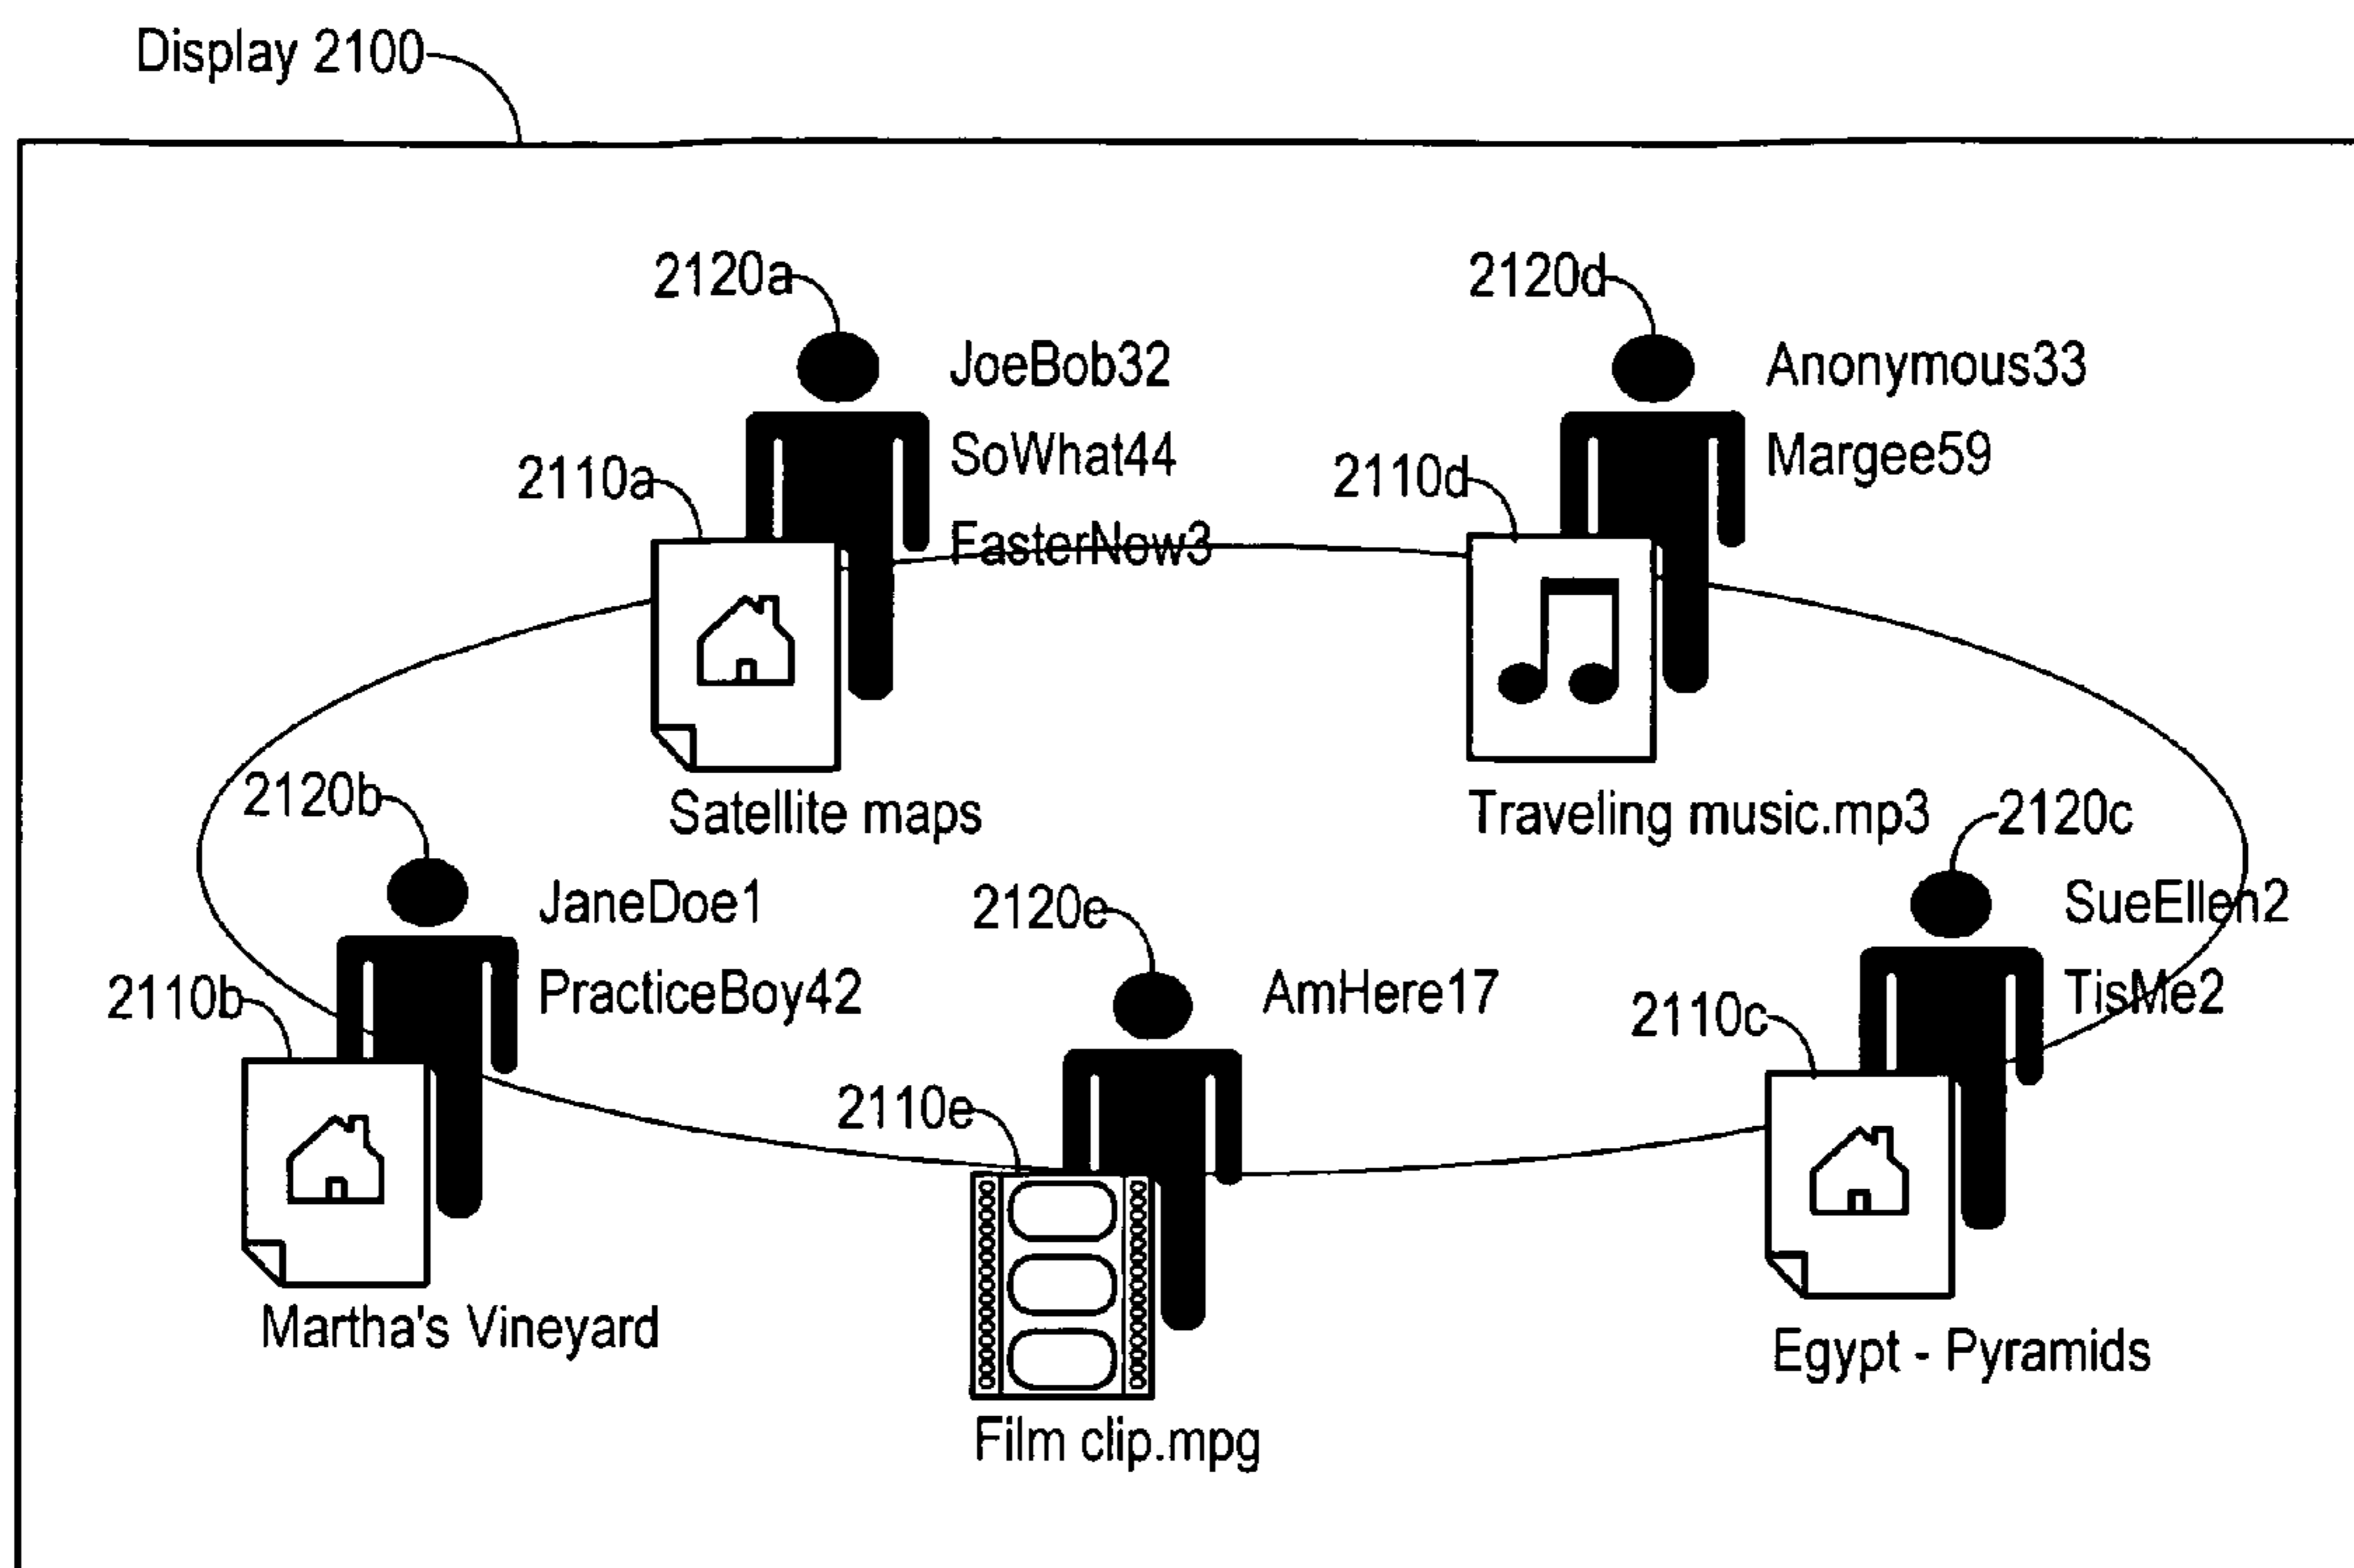 Display 2100
2120a
2120d
JoeBob32
Anonymous33
SoWhat44
Margee59
2110a
2110d
FasterNow3
Satellite maps
Traveling music.mp3
2120b
2120c
JaneDoe1
2120e
SueEllen2
PracticeBoy42
AmHere17
TisMe2
2110b
2110c
2110e
Martha's Vineyard
Egypt - Pyramids
Film clip.mpg